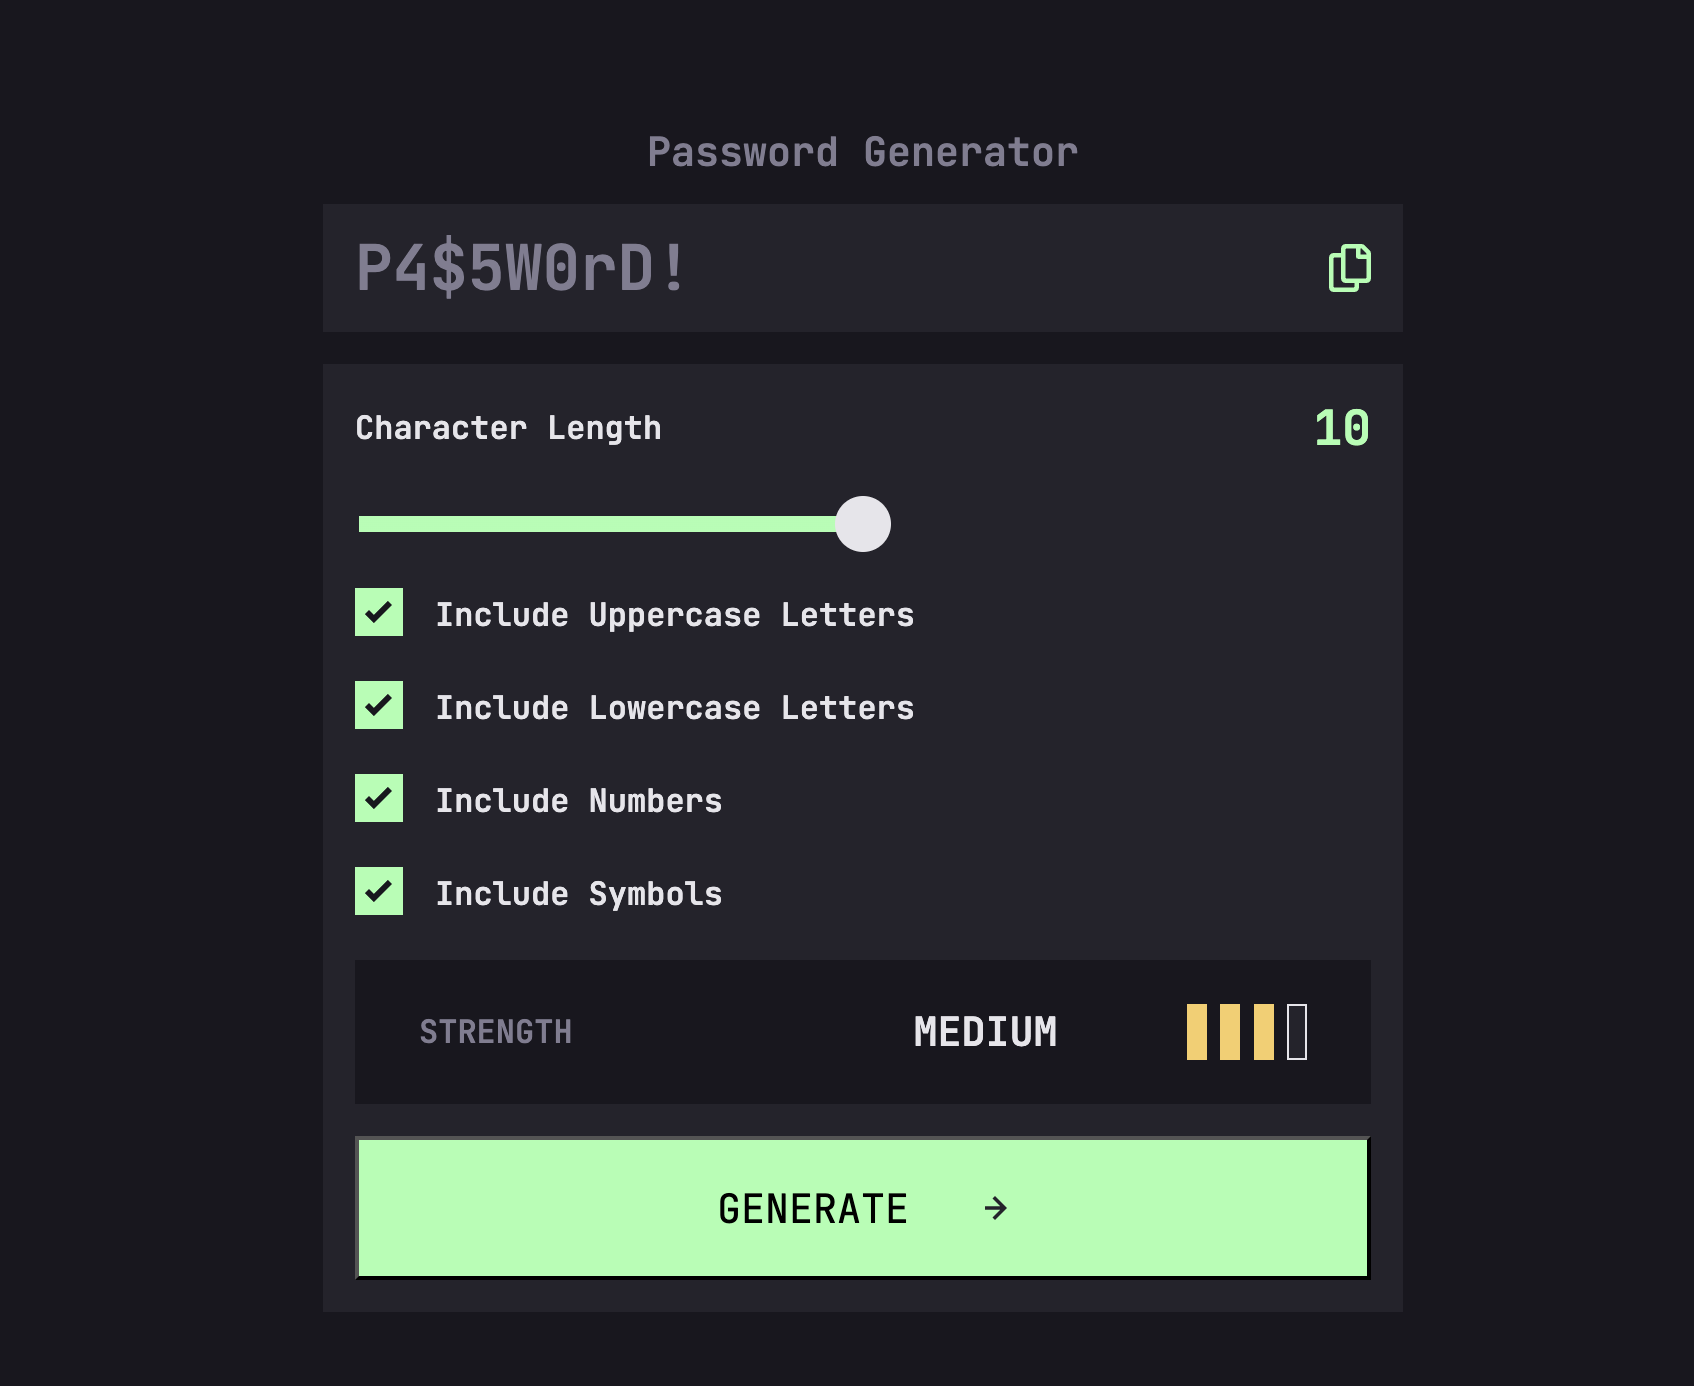 Password Generator
P4$5W0rD!
Character Length 10
Include Uppercase Letters
Include Lowercase Letters
Include Numbers
Include Symbols
STRENGTH MEDIUM
GENERATE →